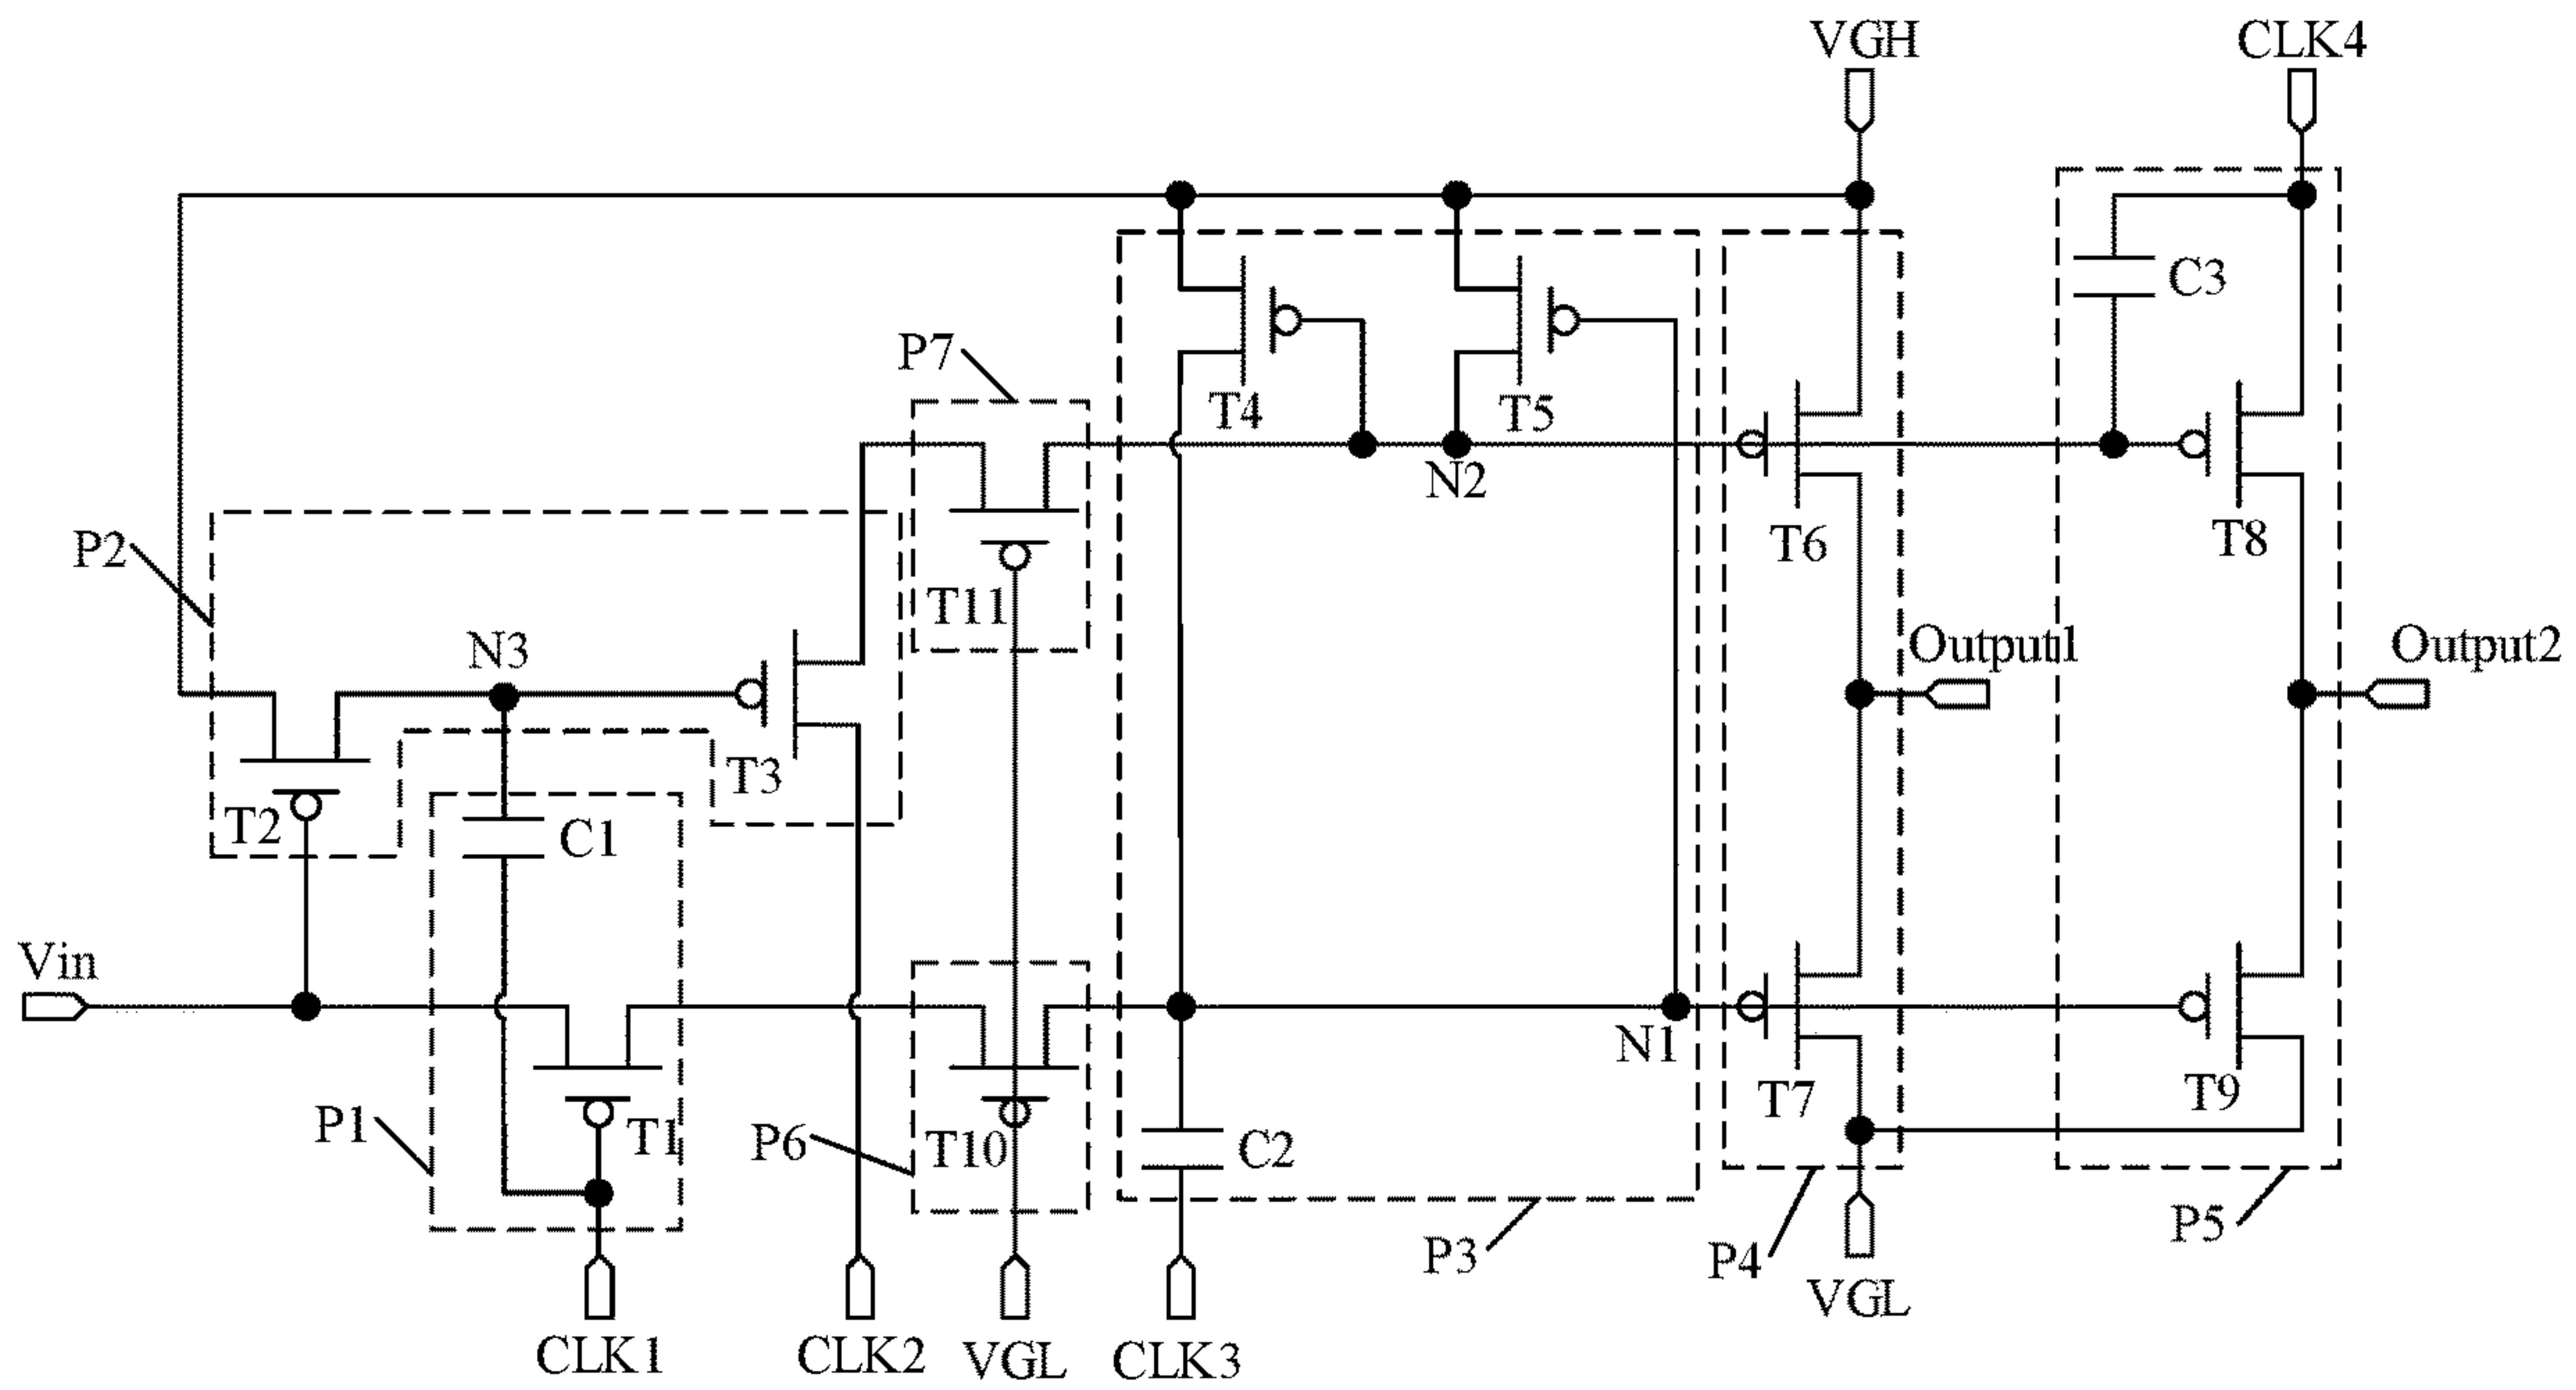 VGH
CLK4
C3
P7
T4
T5
N2
T6
T8
P2
T11
N3
Output1
Output2
T3
T2
C1
Vin
N1
T7
T9
P1
T1
P6
T10
C2
P3
P4
P5
VGL
CLK1
CLK2
VGL
CLK3